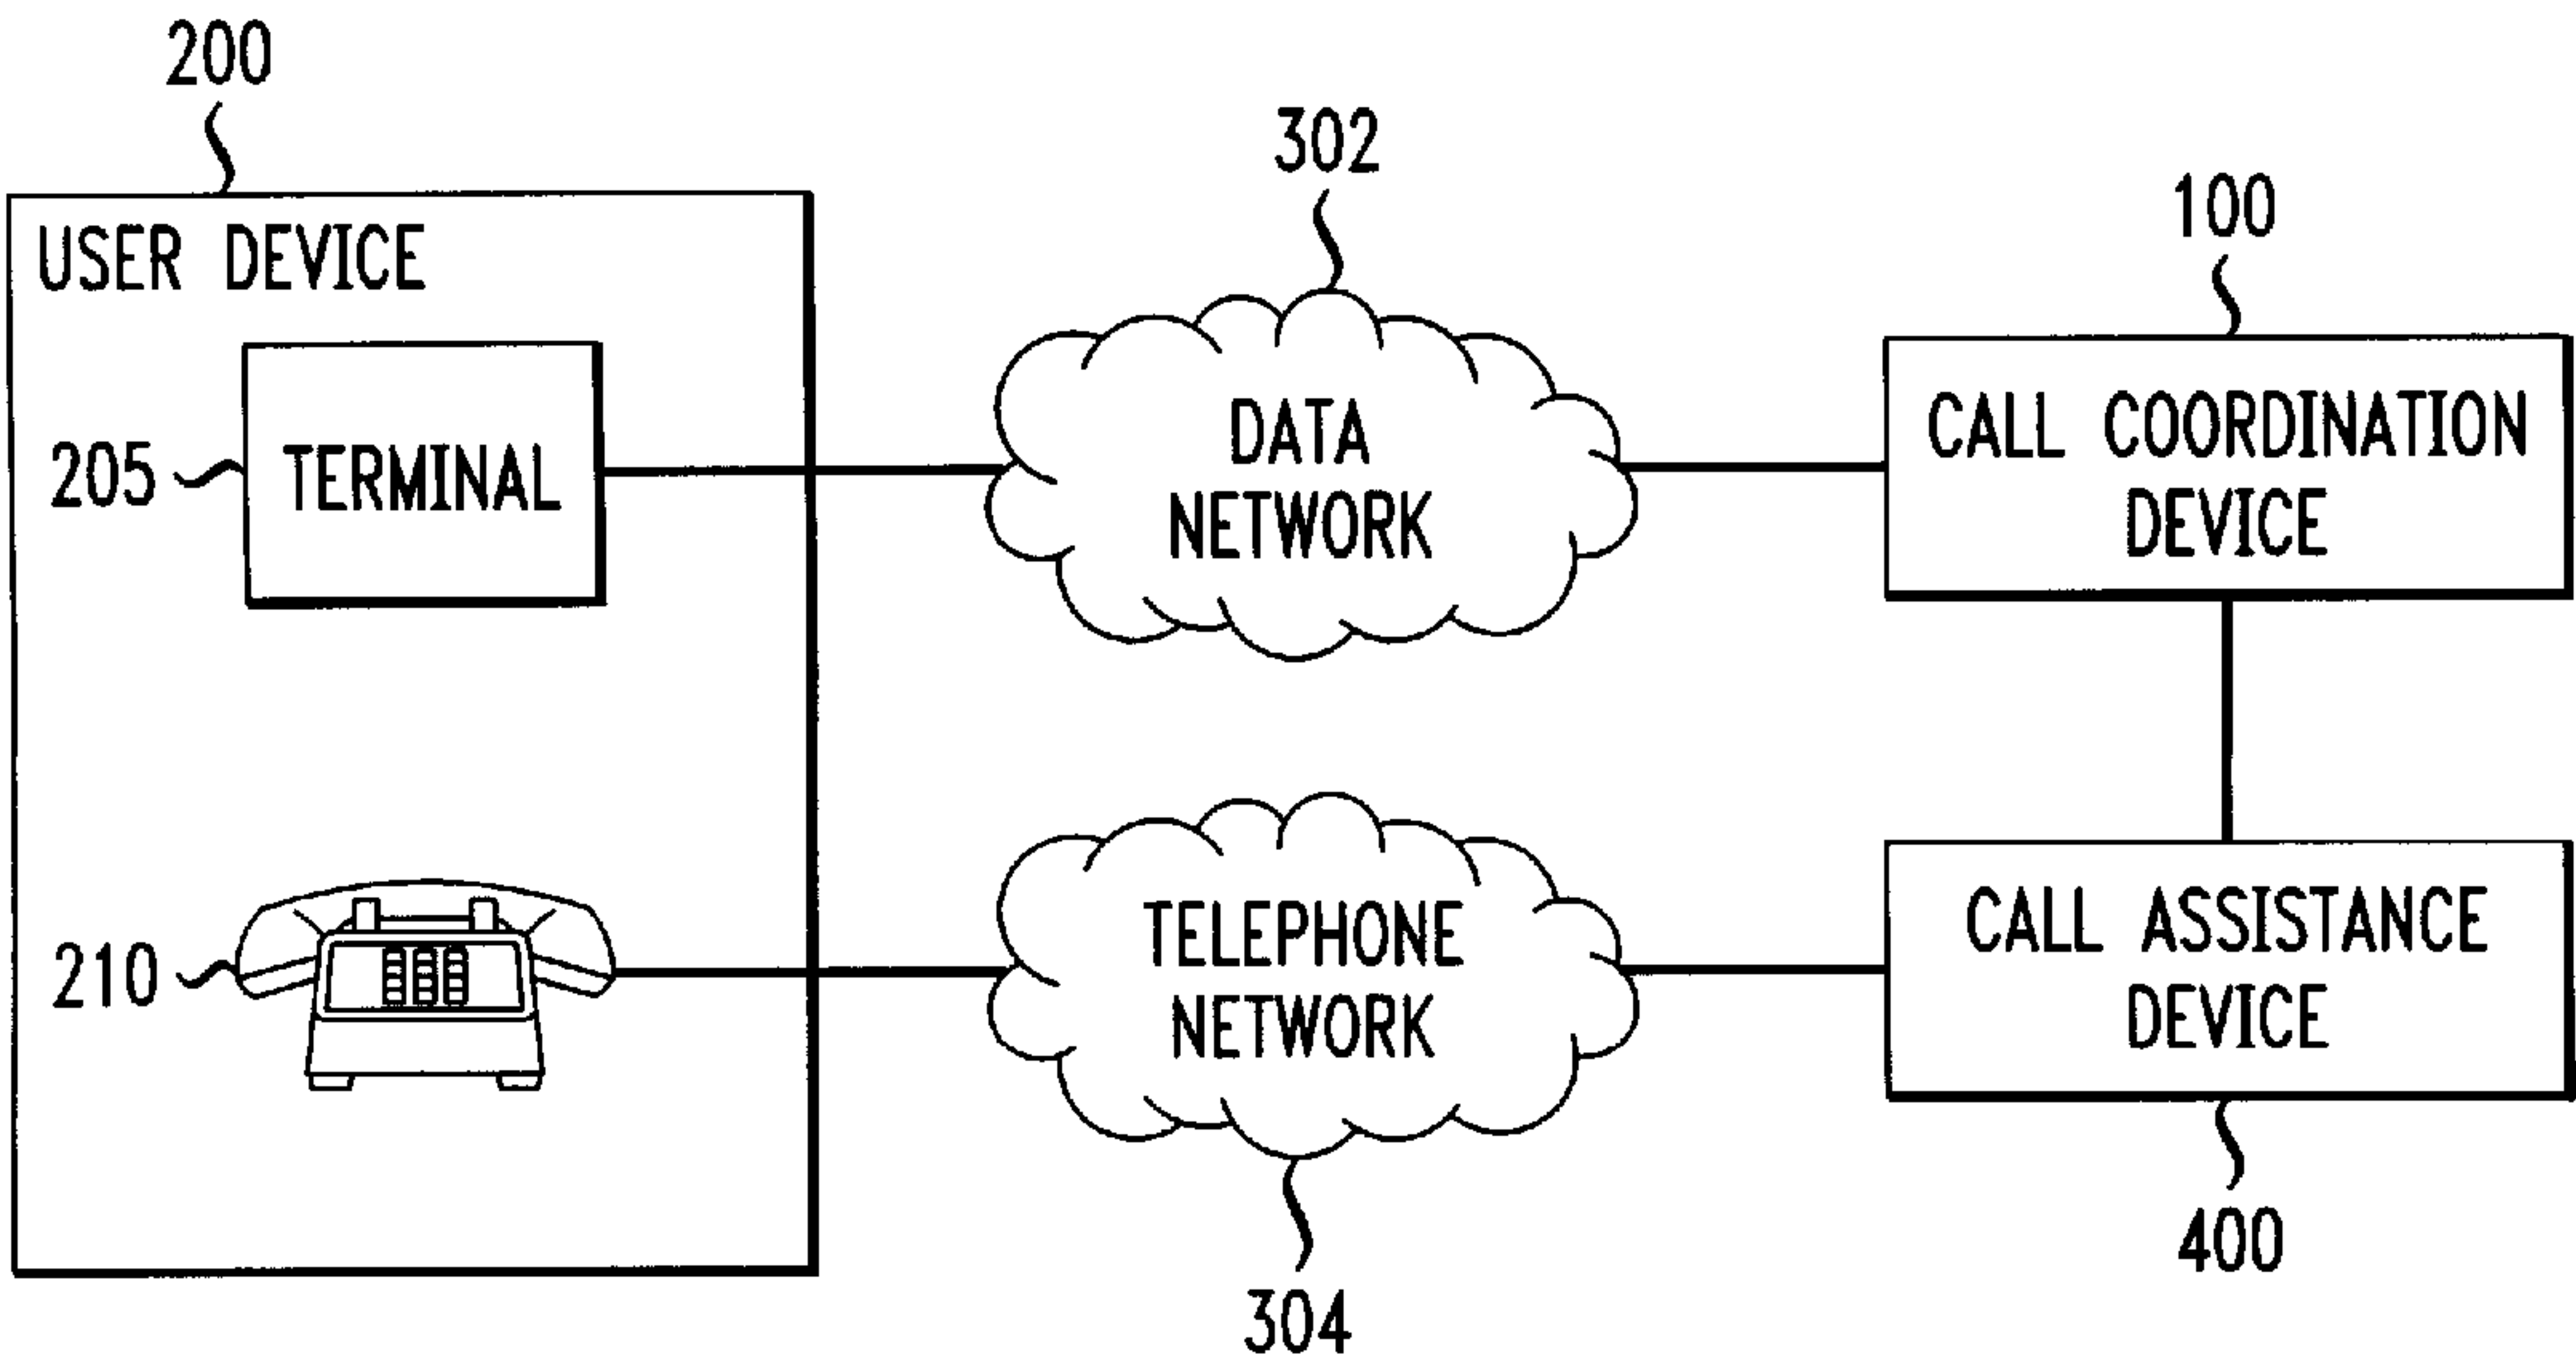 200
302
100
USER DEVICE
205
TERMINAL
DATA
NETWORK
CALL COORDINATION
DEVICE
210
TELEPHONE
NETWORK
CALL ASSISTANCE
DEVICE
304
400